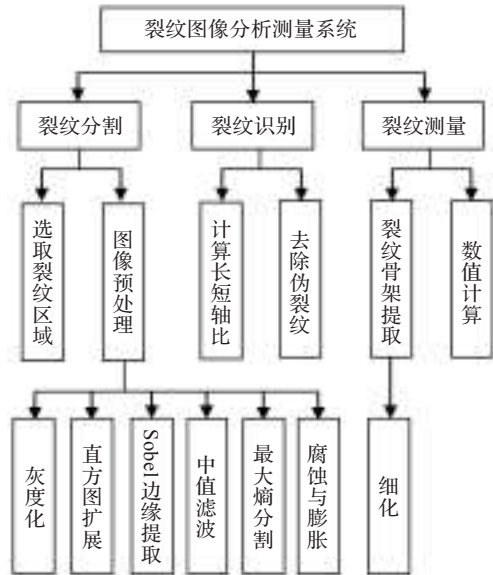 裂纹图像分析测量系统
裂纹分割
裂纹识别
裂纹测量
选取裂纹区域
图像预处理
计算长短轴比
去除伪裂纹
裂纹骨架提取
数值计算
灰度化
直方图扩展
Sobel边缘提取
中值滤波
最大熵分割
腐蚀与膨胀
细化